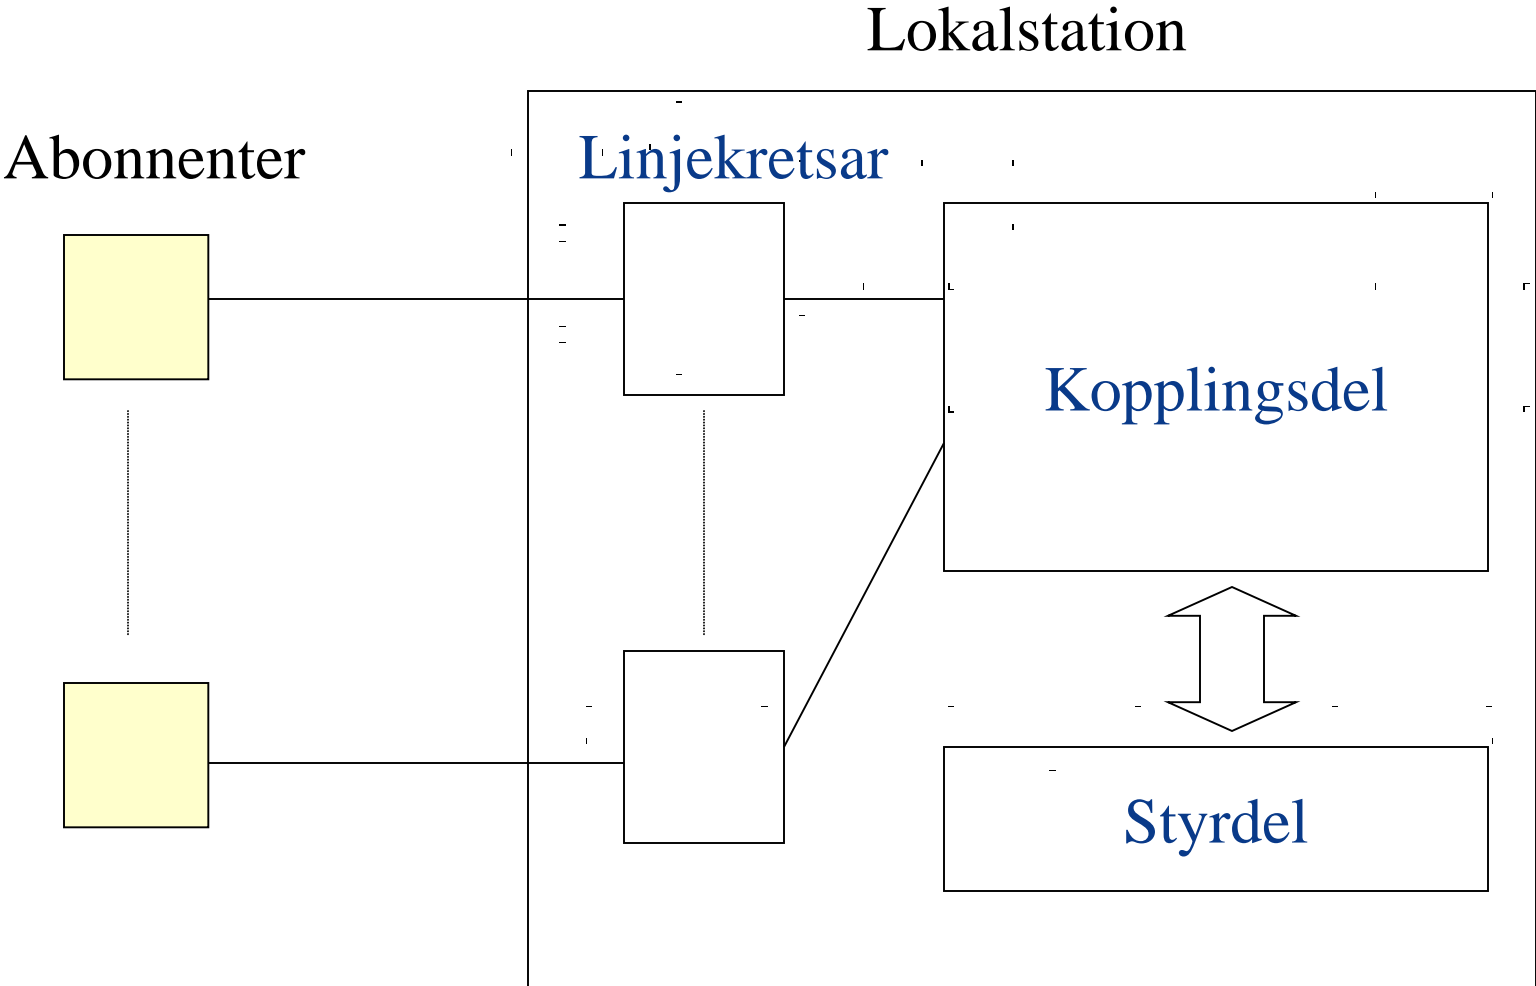 Lokalstation
Abonnenter
Linjekretsar
Kopplingsdel
Styrdel